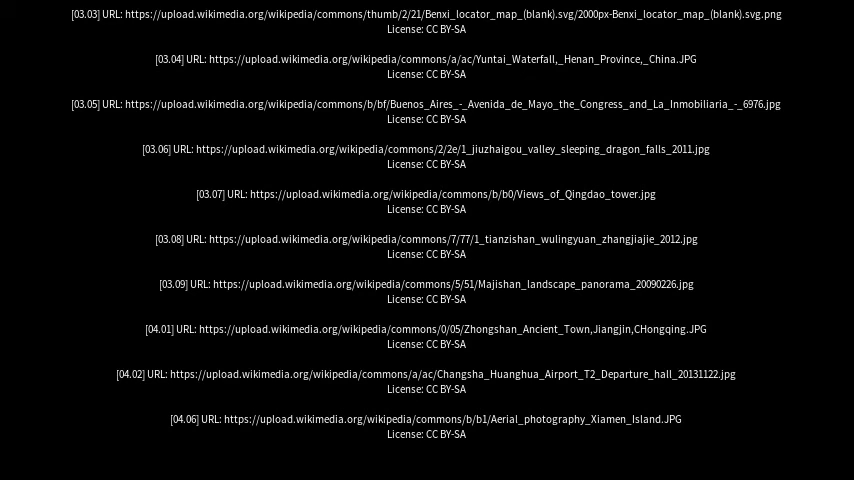 [03.03] URL: https://upload.wikimedia.org/wikipedia/commons/thumb/2/21/Benxi_locator_map_(blank).svg/2000px-Benxi_locator_map_(blank).svg.png
License: CC BY-SA
[03.04] URL: https://upload.wikimedia.org/wikipedia/commons/a/ac/Yuntai_Waterfall,_Henan_Province,_China.JPG
License: CC BY-SA
[03.05] URL: https://upload.wikimedia.org/wikipedia/commons/b/bf/Buenos_Aires_-_Avenida_de_Mayo_the_Congress_and_La_Inmobiliaria_-_6976.jpg
License: CC BY-SA
[03.06] URL: https://upload.wikimedia.org/wikipedia/commons/2/2e/1_jiuzhaigou_valley_sleeping_dragon_falls_2011.jpg
License: CC BY-SA
[03.07] URL: https://upload.wikimedia.org/wikipedia/commons/b/b0/Views_of_Qingdao_tower.jpg
License: CC BY-SA
[03.08] URL: https://upload.wikimedia.org/wikipedia/commons/7/77/1_tianzishan_wulingyuan_zhangjiajie_2012.jpg
License: CC BY-SA
[03.09] URL: https://upload.wikimedia.org/wikipedia/commons/5/51/Majishan_landscape_panorama_20090226.jpg
License: CC BY-SA
[04.01] URL: https://upload.wikimedia.org/wikipedia/commons/0/05/Zhongshan_Ancient_Town,Jiangjin,CHongqing.JPG
License: CC BY-SA
[04.02] URL: https://upload.wikimedia.org/wikipedia/commons/a/ac/Changsha_Huanghua_Airport_T2_Departure_hall_20131122.jpg
License: CC BY-SA
[04.06] URL: https://upload.wikimedia.org/wikipedia/commons/b/b1/Aerial_photography_Xiamen_Island.JPG
License: CC BY-SA